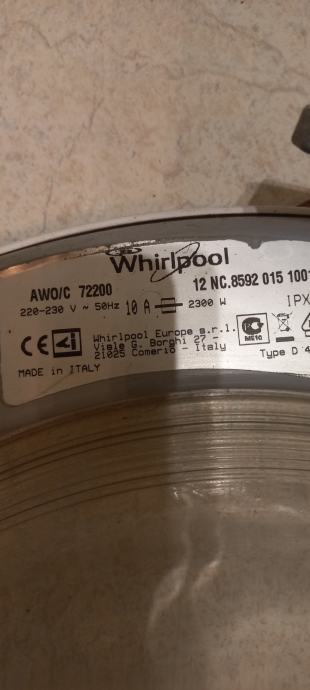 Whirlpool
AWO/C 72200
12 NC.8592 015 1001
220-230 V ~ 50Hz 10 A 2300 W IPX
CE
Whirlpool Europe s.r.l.
Viale G. Borghi 27 -
21025 Comerio - Italy
ME10
Type D 4
MADE in ITALY